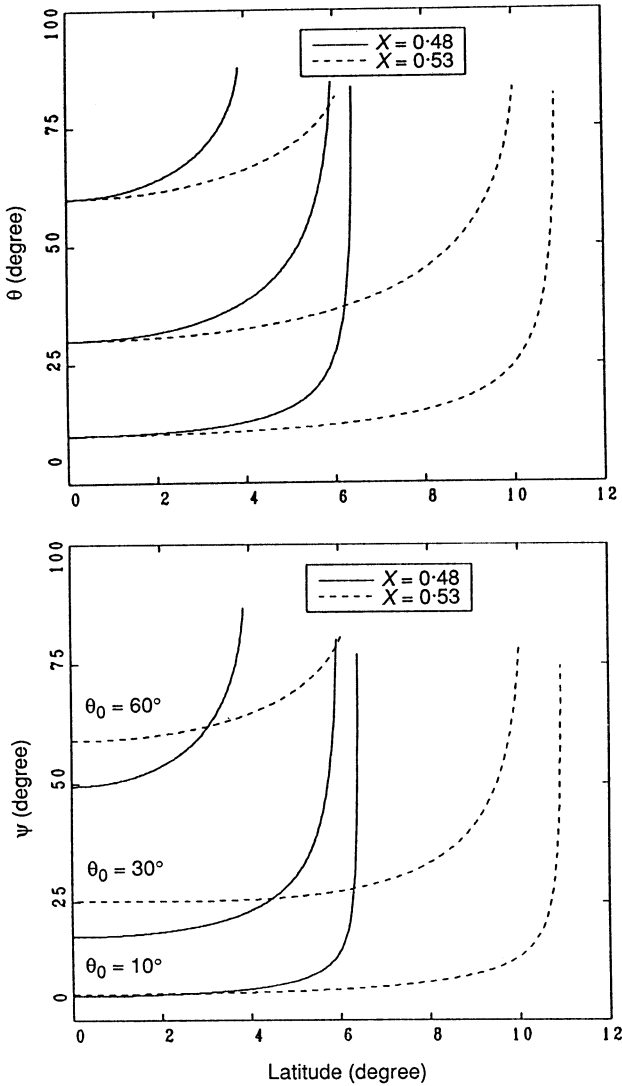 100
75
50
25
0
θ (degree)
X = 0·48
X = 0·53
0 2 4 6 8 10 12
100
75
50
25
0
ψ (degree)
X = 0·48
X = 0·53
θ₀ = 60°
θ₀ = 30°
θ₀ = 10°
0 2 4 6 8 10 12
Latitude (degree)